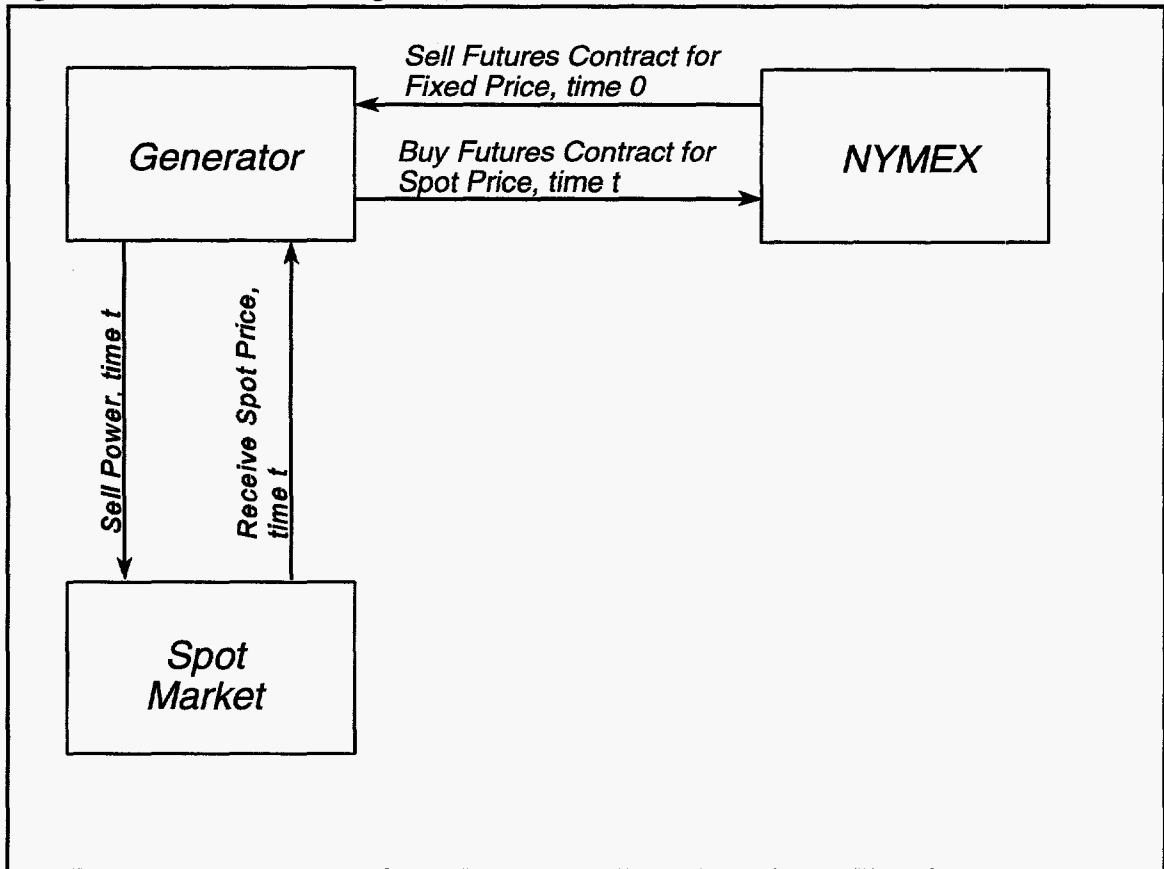 Sell Futures Contract for
Fixed Price, time 0
Generator
Buy Futures Contract for
Spot Price, time t
NYMEX
Sell Power, time t
Receive Spot Price,
time t
Spot
Market